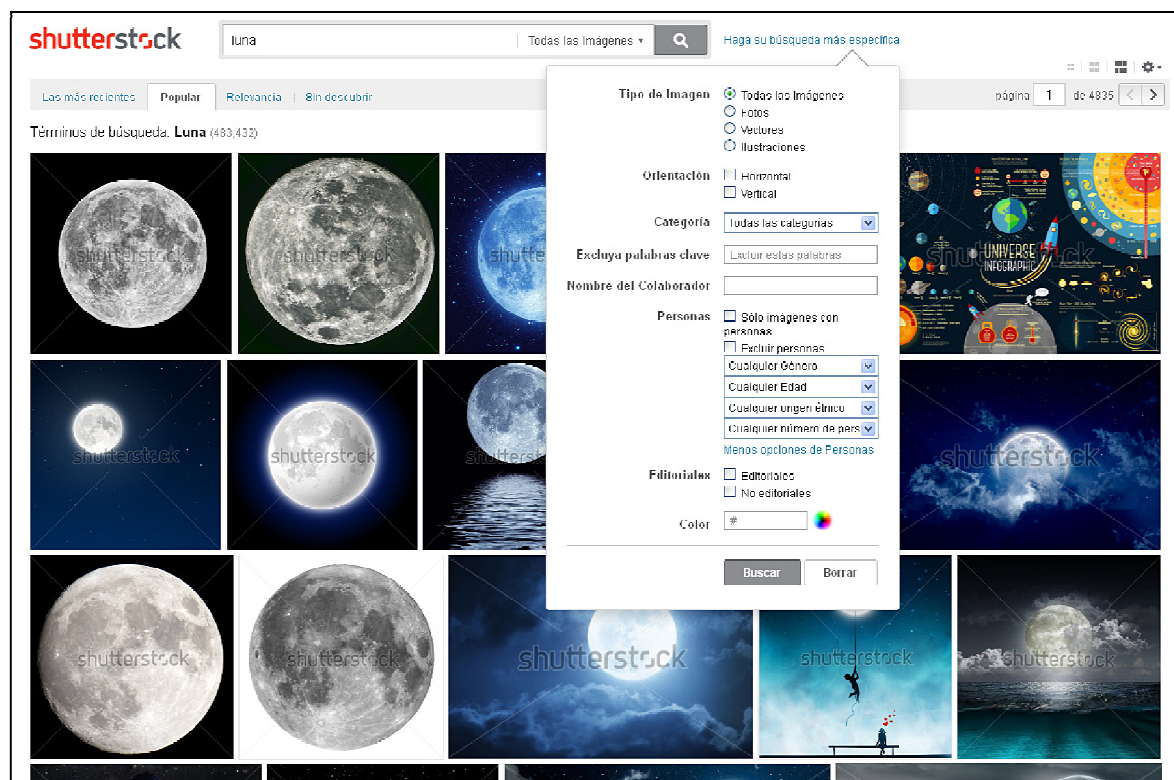 shutterstock
luna
Todas las Imágenes
Haga su búsqueda más específica
Las más recientes
Popular
Relevancia
Sin descubrir
página 1 de 4835
Términos de búsqueda: Luna (483,432)
Tipo de Imagen
Todas las Imágenes
Fotos
Vectores
Ilustraciones
Orientación
Horizontal
Vertical
Categoría
Todas las categorías
Excluya palabras clave
Excluir estas palabras
Nombre del Colaborador
Personas
Sólo imágenes con
personas
Excluir personas
Cualquier Género
Cualquier Edad
Cualquier origen étnico
Cualquier número de pers
Menos opciones de Personas
Editoriales
Editoriales
No editoriales
Color
#
Buscar
Borrar
shutterstock
shutterstock
shutte
shutterstock
UNIVERSE
INFOGRAPHIC
shutterstock
shutterstock
shutters
shutterstock
shutterstock
shutterstock
shutterstock
shutterstock
shutterstock